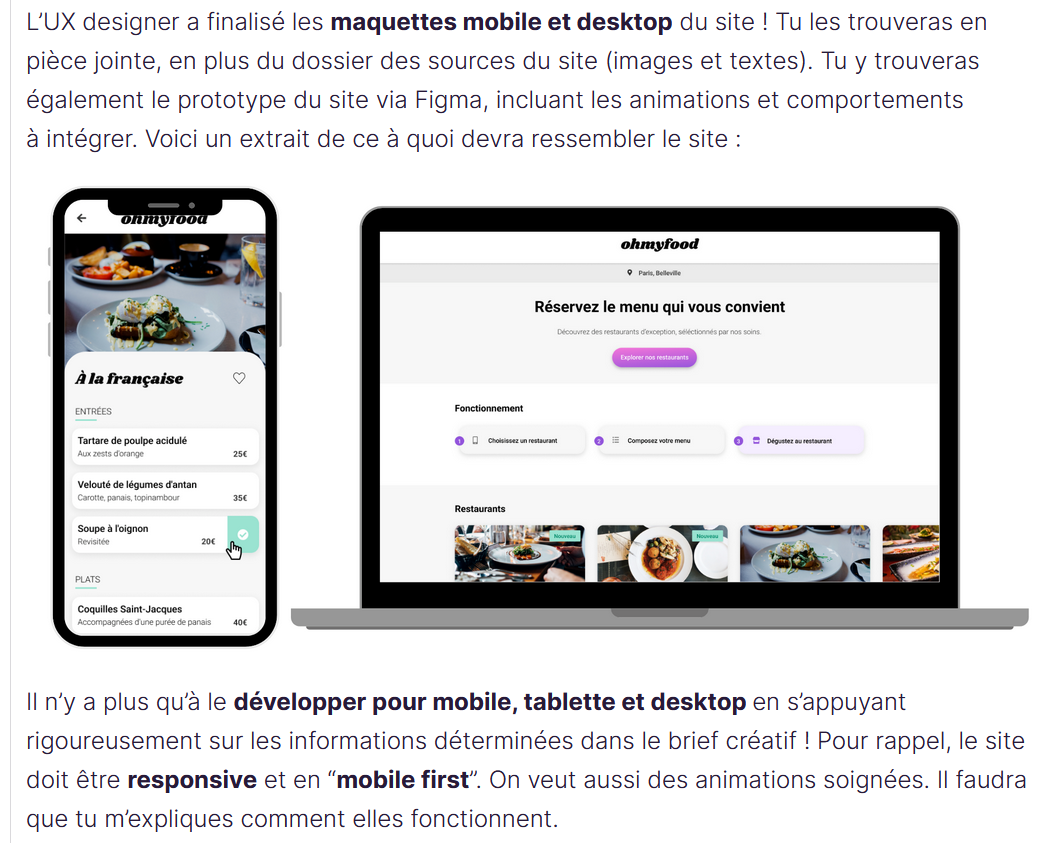 L’UX designer a finalisé les maquettes mobile et desktop du site ! Tu les trouveras en
pièce jointe, en plus du dossier des sources du site (images et textes). Tu y trouveras
également le prototype du site via Figma, incluant les animations et comportements
à intégrer. Voici un extrait de ce à quoi devra ressembler le site :
ohmyfood
À la française
ENTRÉES
Tartare de poulpe acidulé
Aux zests d'orange 25€
Velouté de légumes d'antan
Carotte, panais, topinambour 35€
Soupe à l'oignon
Revisitée 20€
PLATS
Coquilles Saint-Jacques
Accompagnées d'une purée de panais 40€
ohmyfood
Paris, Belleville
Réservez le menu qui vous convient
Découvrez des restaurants d'exception, séléctionnés par nos soins.
Explorer nos restaurants
Fonctionnement
1 Choisissez un restaurant 2 Composez votre menu 3 Dégustez au restaurant
Restaurants
Nouveau Nouveau
Il n’y a plus qu’à le développer pour mobile, tablette et desktop en s’appuyant
rigoureusement sur les informations déterminées dans le brief créatif ! Pour rappel, le site
doit être responsive et en “mobile first”. On veut aussi des animations soignées. Il faudra
que tu m’expliques comment elles fonctionnent.